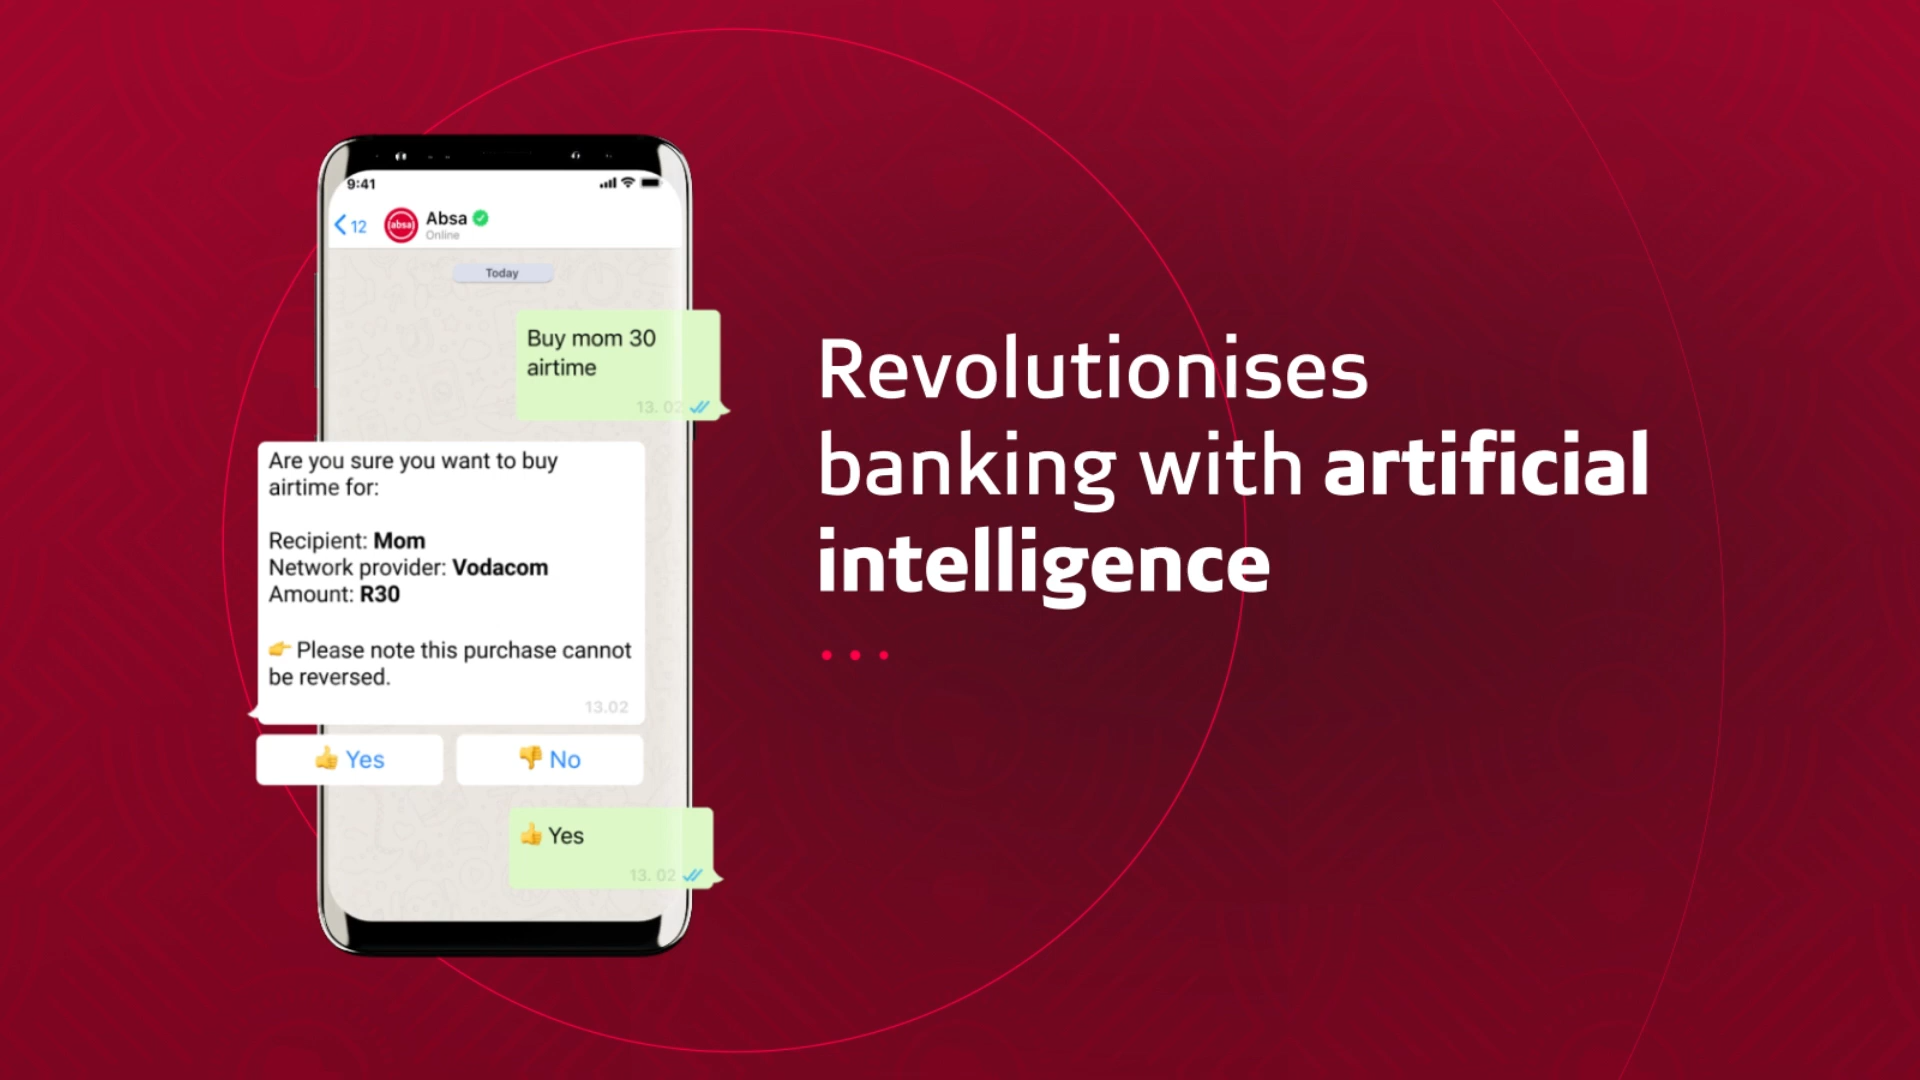 9:41
12
absa
Absa
Online
Today
Buy mom 30
airtime
13. 02
Are you sure you want to buy
airtime for:
Recipient: Mom
Network provider: Vodacom
Amount: R30
👉 Please note this purchase cannot
be reversed.
13.02
👍 Yes
👎 No
👍 Yes
13. 02
Revolutionises
banking with artificial
intelligence